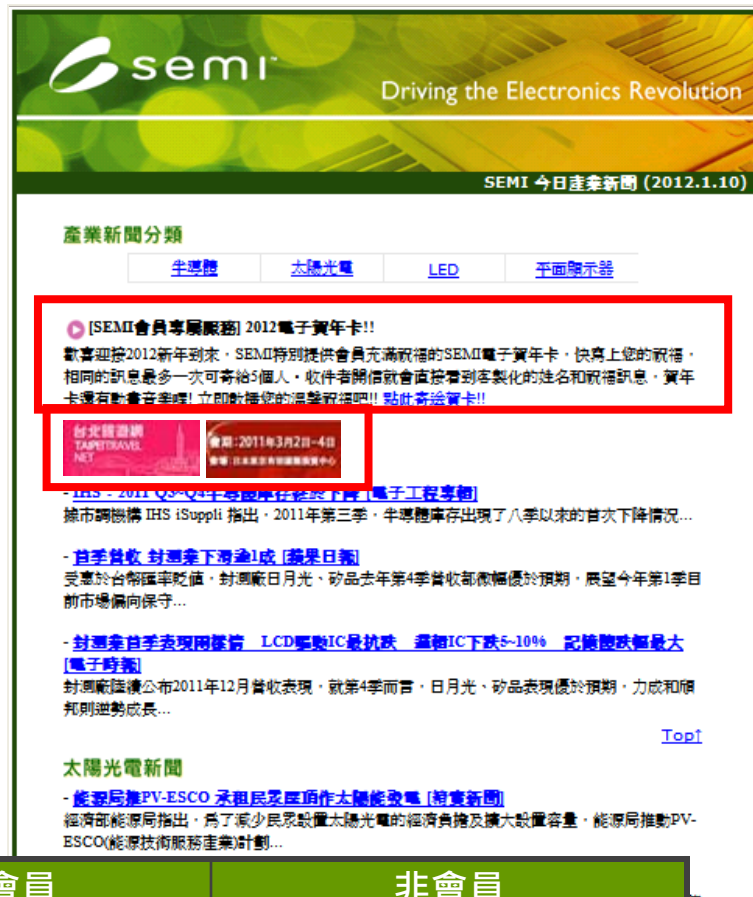 semi
Driving the Electronics Revolution
SEMI 今日產業新聞 (2012.1.10)
產業新聞分類
半導體 太陽光電 LED 平面顯示器
[SEMI會員專屬服務] 2012電子賀年卡!!
歡喜迎接2012新年到來，SEMI特別提供會員充滿祝福的SEMI電子賀年卡，快寫上您的祝福，
相同的訊息最多一次可寄給5個人，收件者開信就會直接看到客製化的姓名和祝福訊息，賀年
卡還有動畫音樂喔! 立即散播您的溫馨祝福吧!! 點此寄送賀卡!!
台北旅遊網
TAIPEITRAVEL
NET
會期:2011年3月2日-4日
- IHS：2011 Q3~Q4半導體庫存終於下降 [電子工程專輯]
據市調機構 IHS iSuppli 指出，2011年第三季，半導體庫存出現了八季以來的首次下降情況...
- 首季營收 封測業下滑逾1成 [蘋果日報]
受惠於台幣匯率貶值，封測廠日月光、矽品去年第4季營收都微幅優於預期，展望今年第1季目
前市場偏向保守...
- 封測業首季表現兩樣情　LCD驅動IC最抗跌　邏輯IC下跌5~10%　記憶體跌幅最大
[電子時報]
封測廠陸續公布2011年12月營收表現，就第4季而言，日月光、矽品表現優於預期，力成和頎
邦則逆勢成長...
Top↑
太陽光電新聞
- 能源局推PV-ESCO 承租民眾屋頂作太陽能發電 [精實新聞]
經濟部能源局指出，為了減少民眾設置太陽光電的經濟負擔及擴大設置容量，能源局推動PV-
ESCO(能源技術服務產業)計劃...
會員 非會員